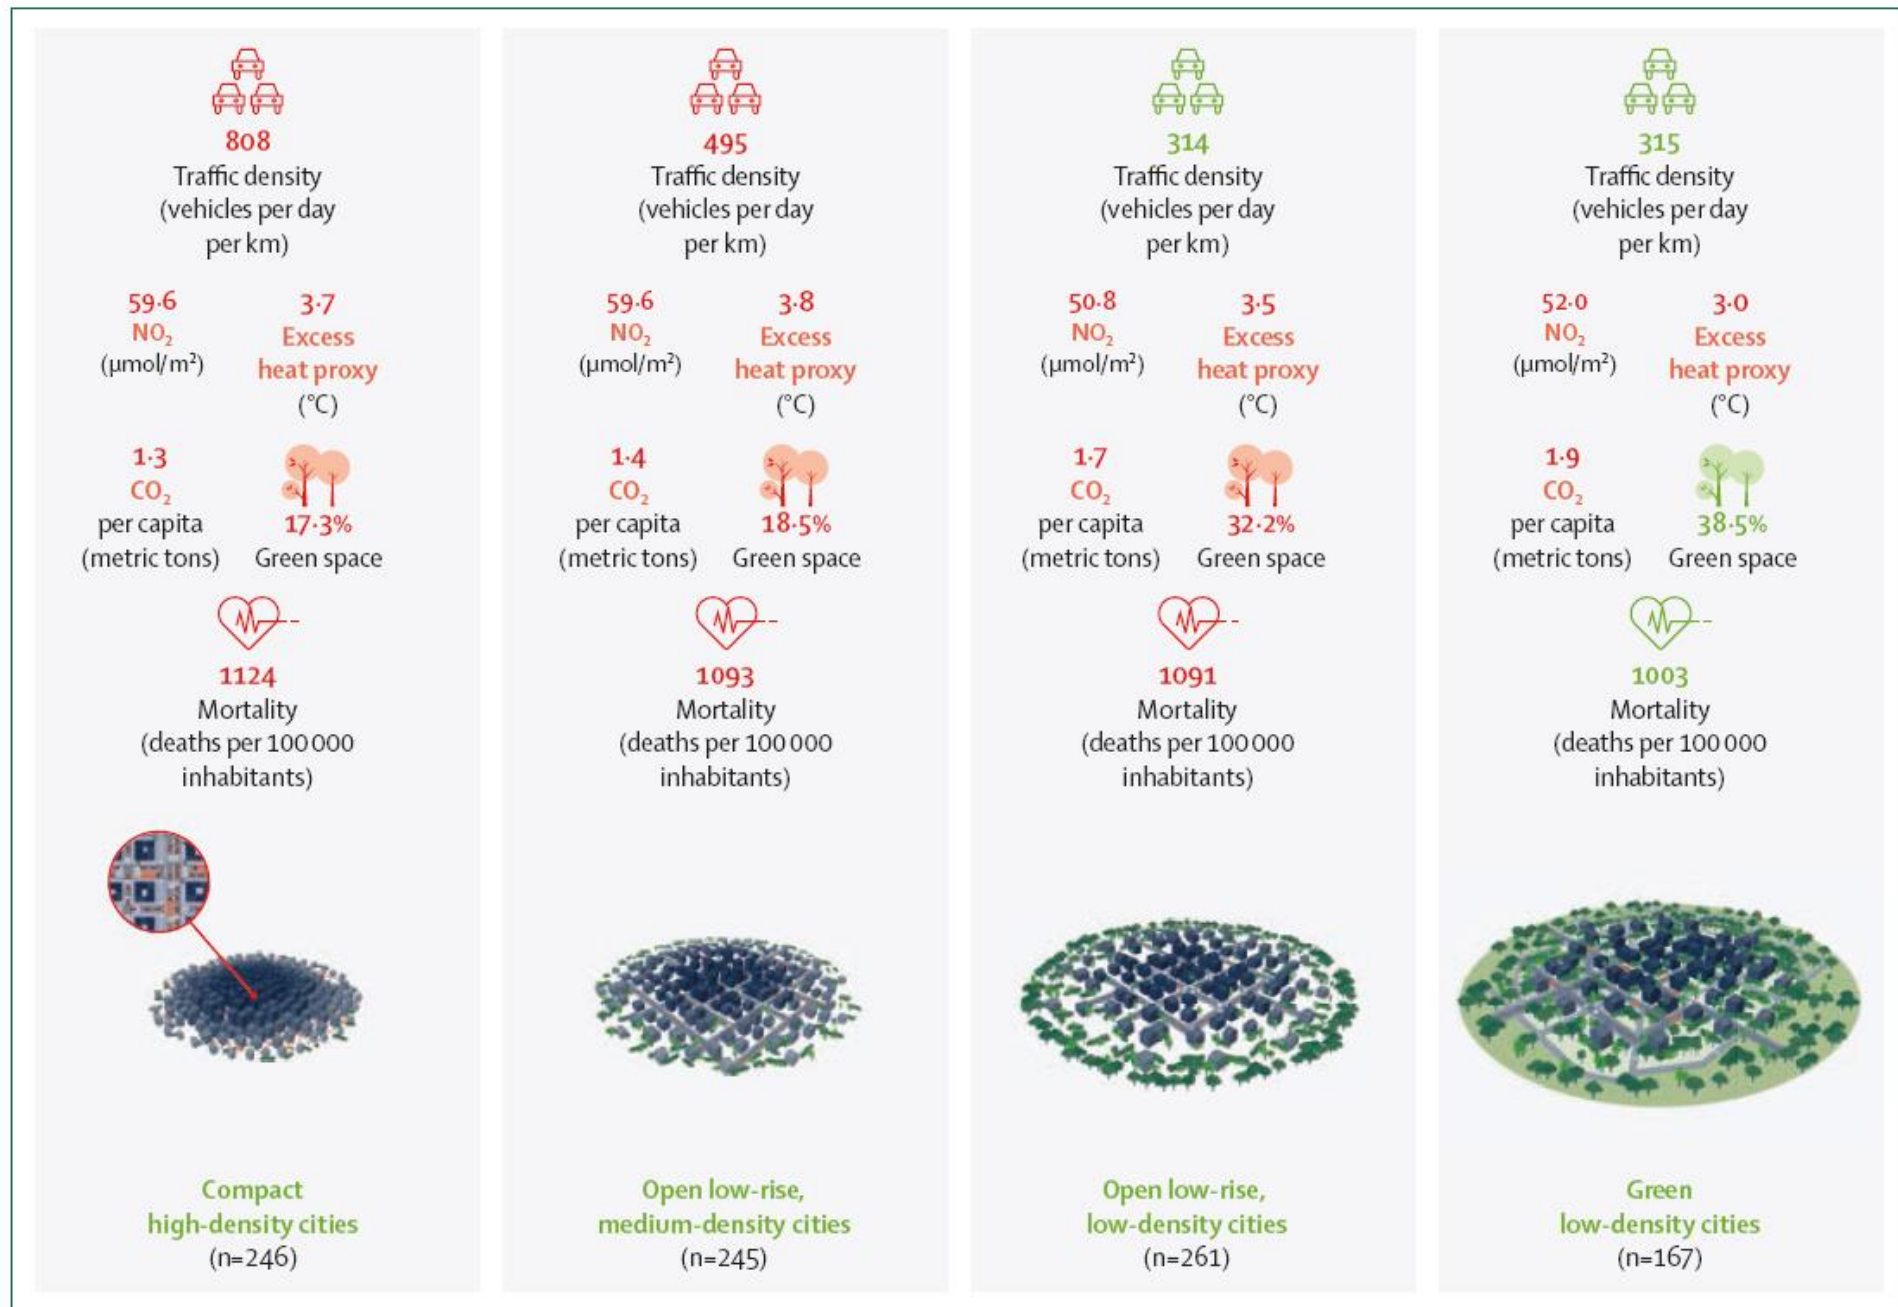 808
Traffic density
(vehicles per day
per km)
59·6
NO₂
(µmol/m²)
3·7
Excess
heat proxy
(°C)
1·3
CO₂
per capita
(metric tons)
17·3%
Green space
1124
Mortality
(deaths per 100 000
inhabitants)
Compact
high-density cities
(n=246)
495
Traffic density
(vehicles per day
per km)
59·6
NO₂
(µmol/m²)
3·8
Excess
heat proxy
(°C)
1·4
CO₂
per capita
(metric tons)
18·5%
Green space
1093
Mortality
(deaths per 100 000
inhabitants)
Open low-rise,
medium-density cities
(n=245)
314
Traffic density
(vehicles per day
per km)
50·8
NO₂
(µmol/m²)
3·5
Excess
heat proxy
(°C)
1·7
CO₂
per capita
(metric tons)
32·2%
Green space
1091
Mortality
(deaths per 100 000
inhabitants)
Open low-rise,
low-density cities
(n=261)
315
Traffic density
(vehicles per day
per km)
52·0
NO₂
(µmol/m²)
3·0
Excess
heat proxy
(°C)
1·9
CO₂
per capita
(metric tons)
38·5%
Green space
1003
Mortality
(deaths per 100 000
inhabitants)
Green
low-density cities
(n=167)